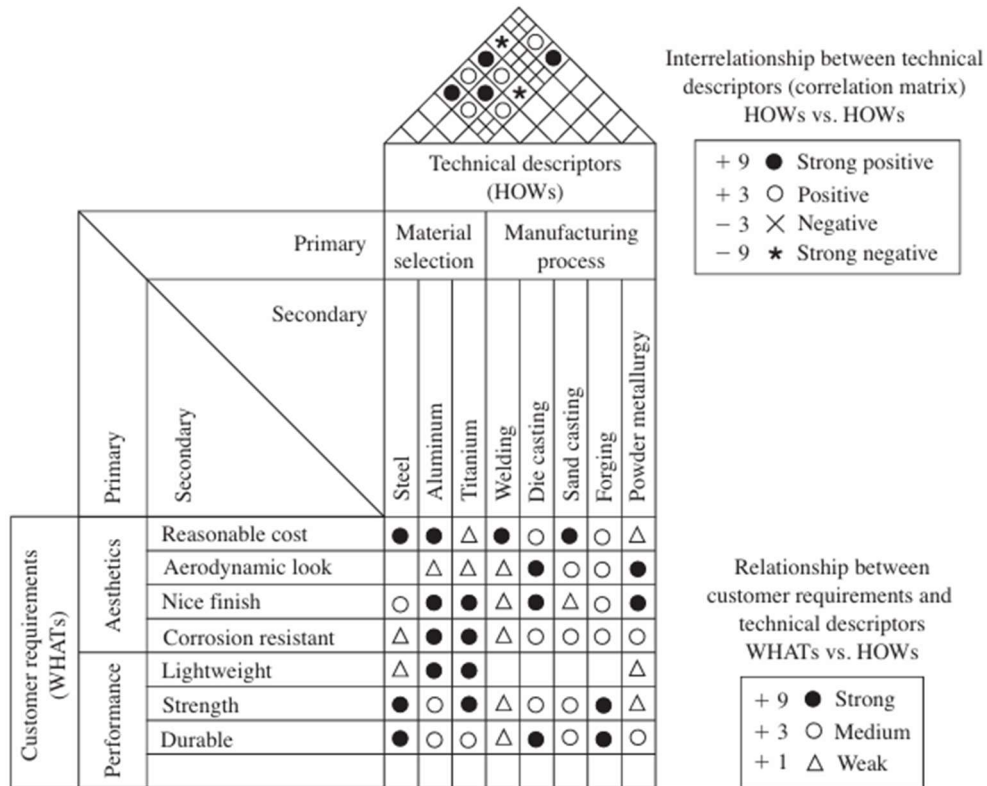 Interrelationship between technical
descriptors (correlation matrix)
HOWs vs. HOWs
+ 9 ● Strong positive
+ 3 ○ Positive
− 3 × Negative
− 9 * Strong negative
Technical descriptors
(HOWs)
Primary
Material
selection
Manufacturing
process
Secondary
Primary
Secondary
Steel
Aluminum
Titanium
Welding
Die casting
Sand casting
Forging
Powder metallurgy
Customer requirements
(WHATs)
Aesthetics
Reasonable cost
Aerodynamic look
Nice finish
Corrosion resistant
Performance
Lightweight
Strength
Durable
Relationship between
customer requirements and
technical descriptors
WHATs vs. HOWs
+ 9 ● Strong
+ 3 ○ Medium
+ 1 △ Weak